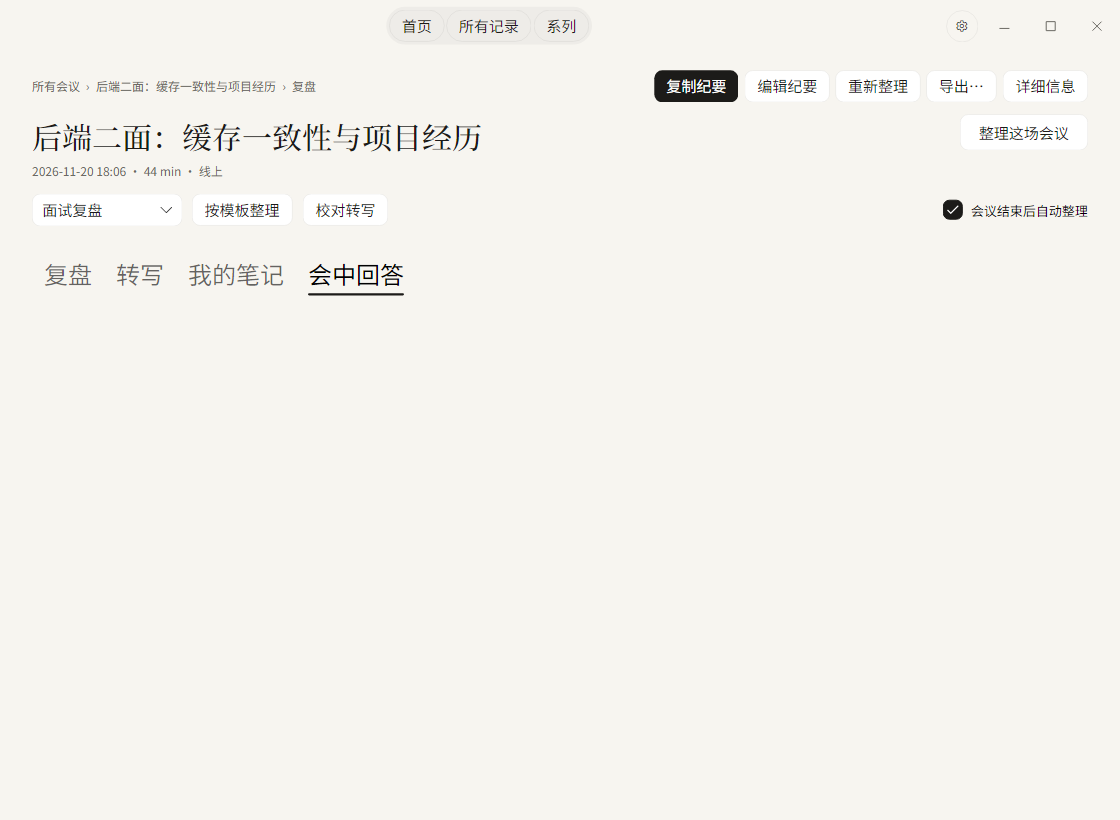 首页 所有记录 系列
所有会议 › 后端二面：缓存一致性与项目经历 › 复盘
复制纪要 编辑纪要 重新整理 导出… 详细信息
后端二面：缓存一致性与项目经历
整理这场会议
2026-11-20 18:06 · 44 min · 线上
面试复盘 按模板整理 校对转写
会议结束后自动整理
复盘 转写 我的笔记 会中回答